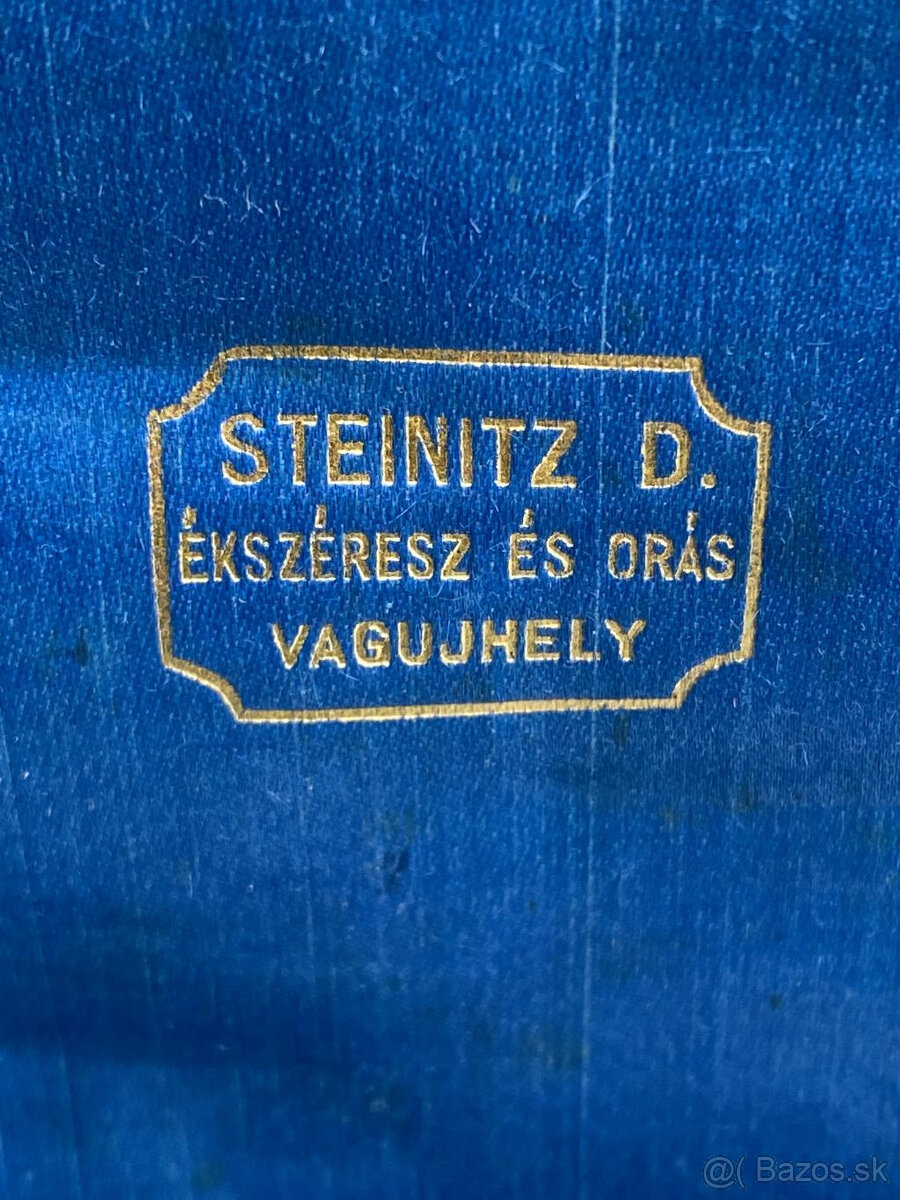 STEINITZ D.
ÉKSZÉRESZ ÉS ORÁS
VAGUJHELY
@( Bazos.sk